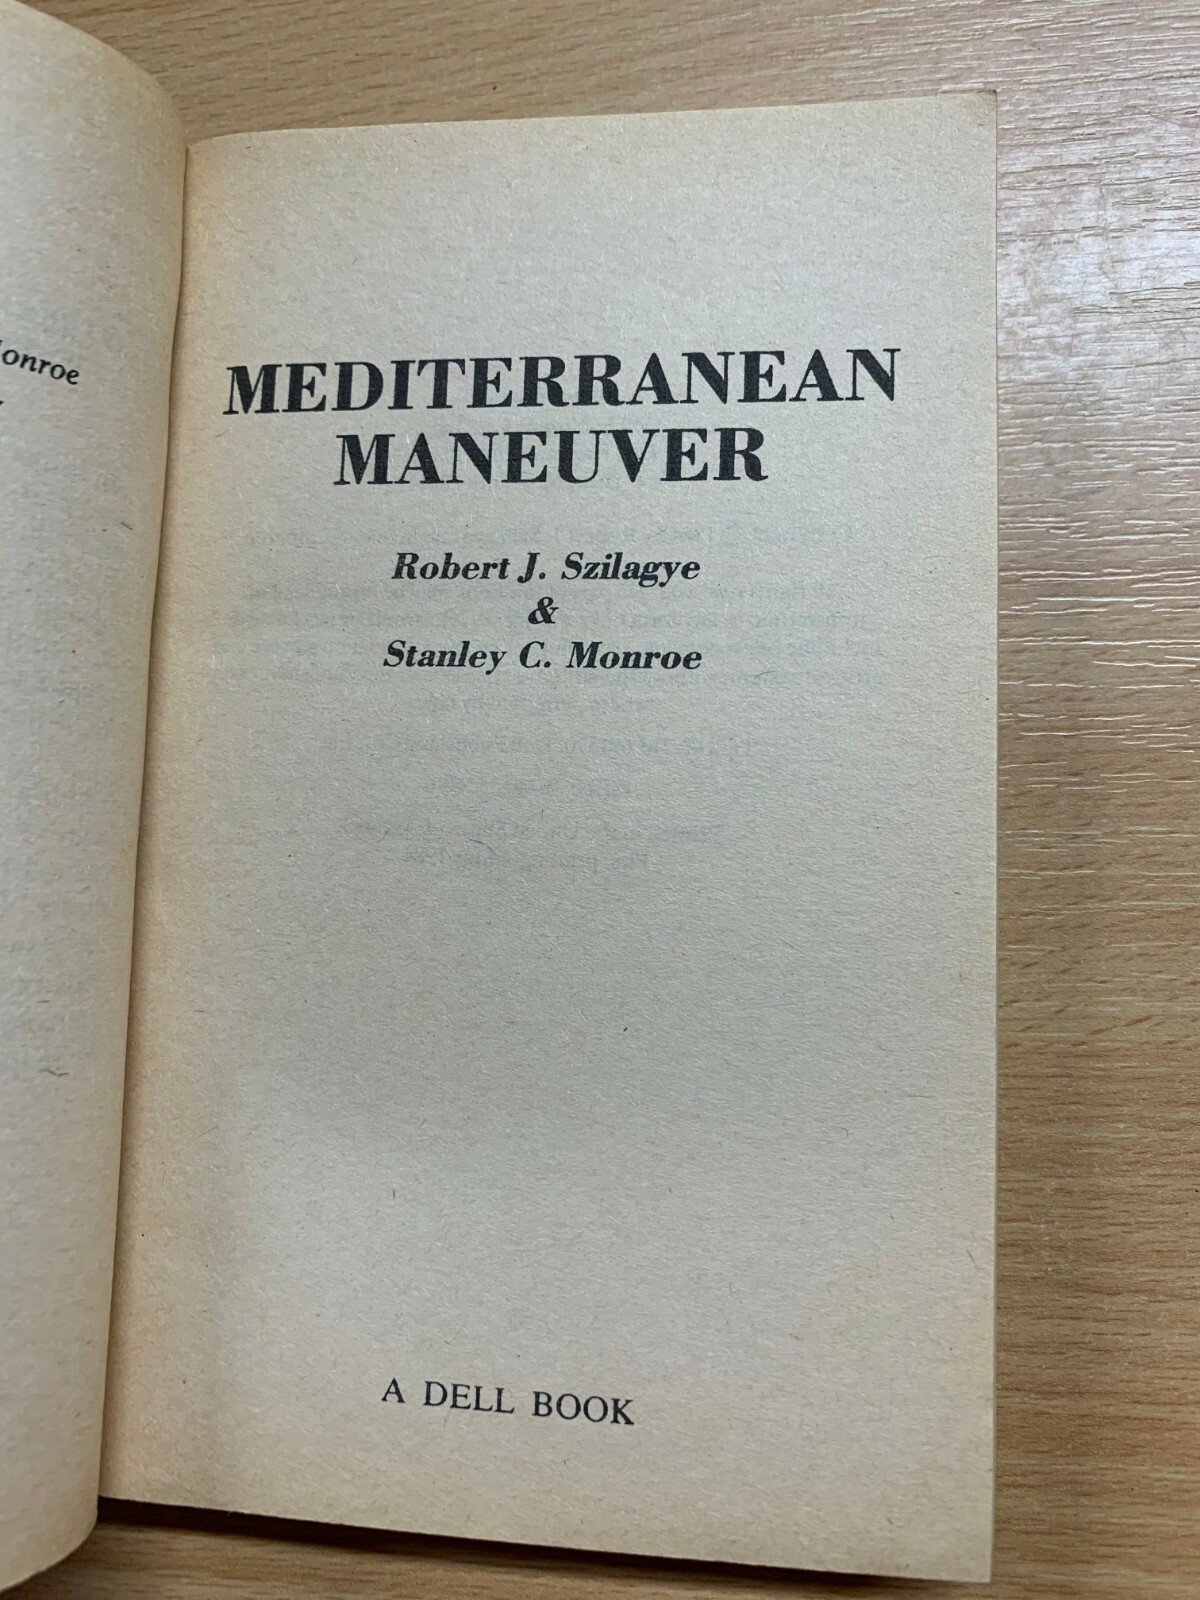 onroe
MEDITERRANEAN
MANEUVER
Robert J. Szilagye
&
Stanley C. Monroe
A DELL BOOK